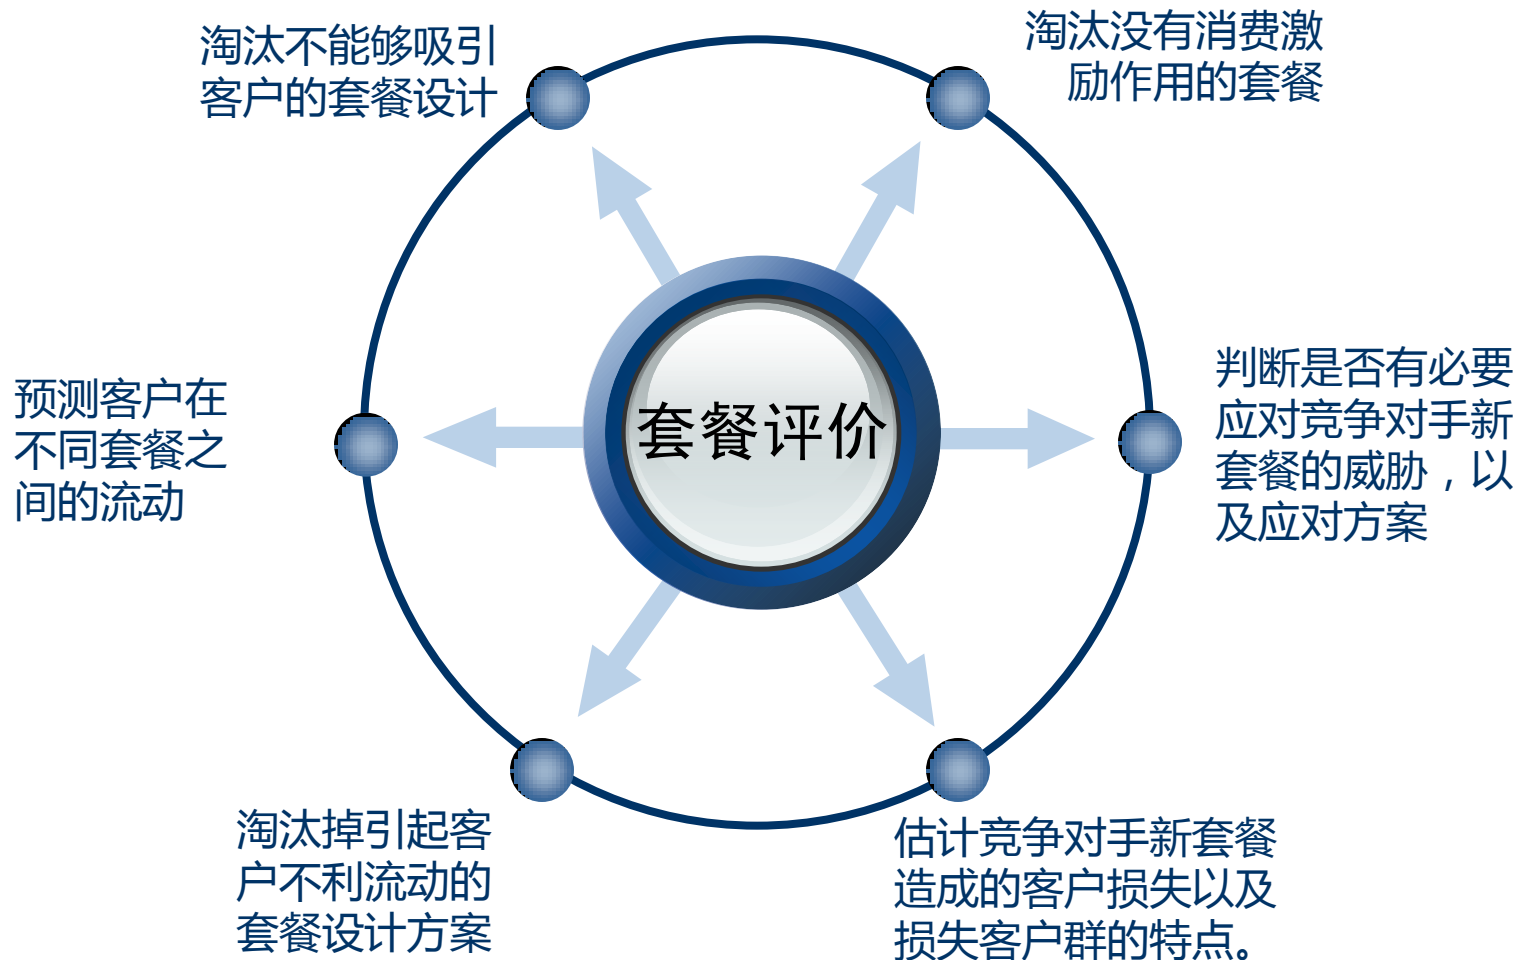 淘汰不能够吸引
客户的套餐设计
淘汰没有消费激
励作用的套餐
预测客户在
不同套餐之
间的流动
套餐评价
判断是否有必要
应对竞争对手新
套餐的威胁，以
及应对方案
淘汰掉引起客
户不利流动的
套餐设计方案
估计竞争对手新套餐
造成的客户损失以及
损失客户群的特点。